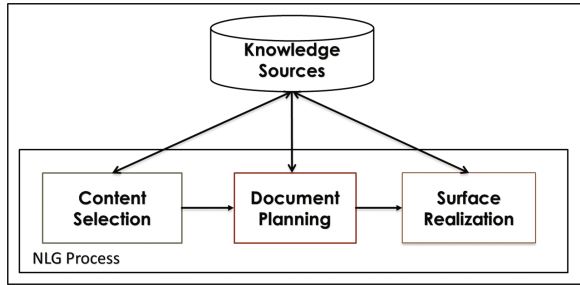 Knowledge
Sources
Content
Selection
Document
Planning
Surface
Realization
NLG Process